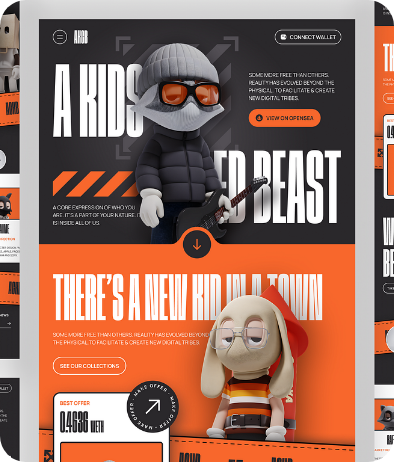 AKCB
CONNECT WALLET
A KIDS
SOME MORE FREE THAN OTHERS.
REALITY HAS EVOLVED BEYOND THE
PHYSICAL, TO FACILITATE & CREATE
NEW DIGITAL TRIBES.
VIEW ON OPENSEA
ED BEAST
A CORE EXPRESSION OF WHO YOU
ARE. IT'S A PART OF YOUR NATURE.
IS INSIDE ALL OF US.
THERE'S A NEW KID IN A TOWN
SOME MORE FREE THAN OTHERS. REALITY HAS EVOLVED BEYOND
THE PHYSICAL, TO FACILITATE & CREATE NEW DIGITAL TRIBES.
SEE OUR COLLECTIONS
MAKE OFFER
BEST OFFER
0.4636 WETH